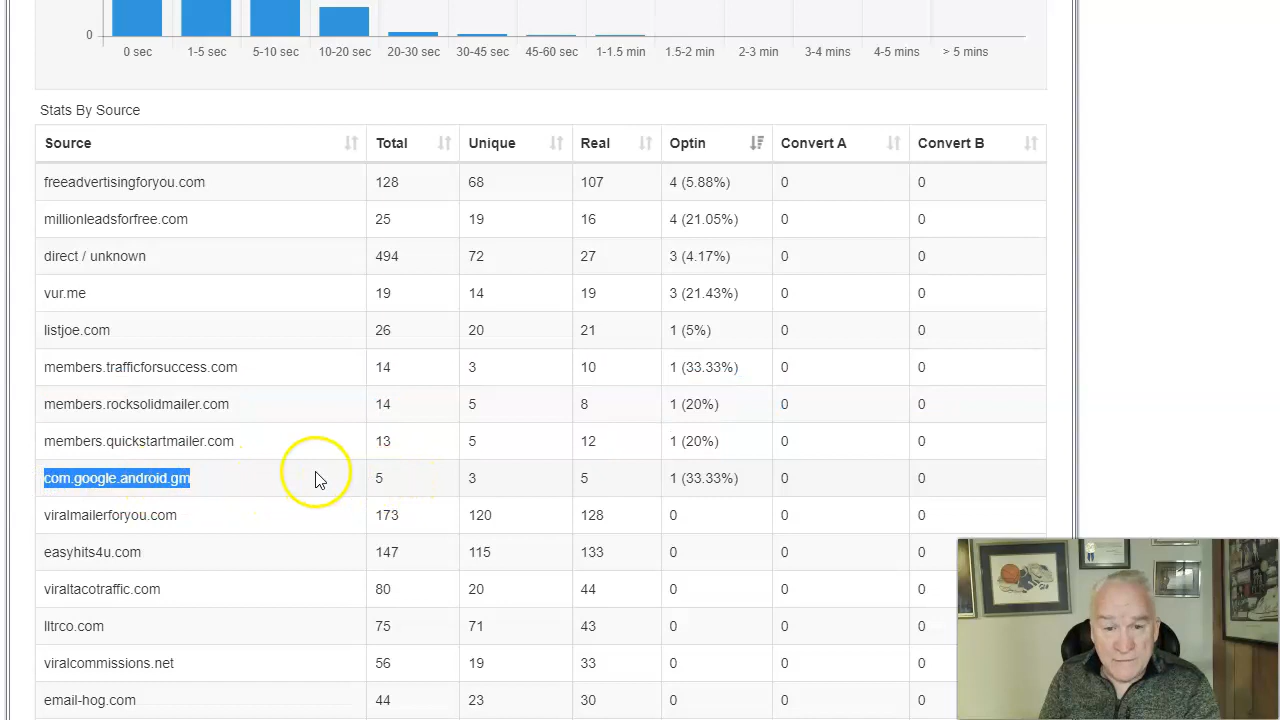 0
0 sec 1-5 sec 5-10 sec 10-20 sec 20-30 sec 30-45 sec 45-60 sec 1-1.5 min 1.5-2 min 2-3 min 3-4 mins 4-5 mins > 5 mins
Stats By Source
Source Total Unique Real Optin Convert A Convert B
freeadvertisingforyou.com 128 68 107 4 (5.88%) 0 0
millionleadsforfree.com 25 19 16 4 (21.05%) 0 0
direct / unknown 494 72 27 3 (4.17%) 0 0
vur.me 19 14 19 3 (21.43%) 0 0
listjoe.com 26 20 21 1 (5%) 0 0
members.trafficforsuccess.com 14 3 10 1 (33.33%) 0 0
members.rocksolidmailer.com 14 5 8 1 (20%) 0 0
members.quickstartmailer.com 13 5 12 1 (20%) 0 0
com.google.android.gm 5 3 5 1 (33.33%) 0 0
viralmailerforyou.com 173 120 128 0 0 0
easyhits4u.com 147 115 133 0 0 0
viraltacotraffic.com 80 20 44 0 0
lltrco.com 75 71 43 0 0
viralcommissions.net 56 19 33 0 0
email-hog.com 44 23 30 0 0